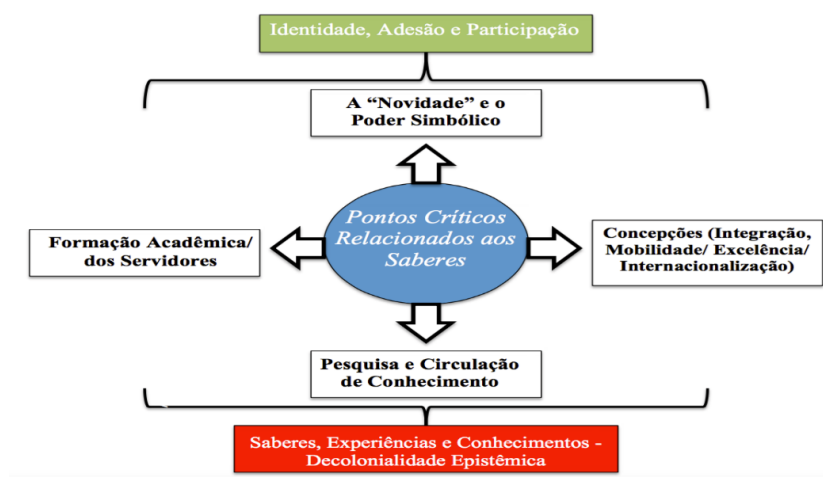 Identidade, Adesão e Participação
A “Novidade” e o
Poder Simbólico
Pontos Críticos
Relacionados aos
Saberes
Formação Acadêmica/
dos Servidores
Concepções (Integração,
Mobilidade/ Excelência/
Internacionalização)
Pesquisa e Circulação
de Conhecimento
Saberes, Experiências e Conhecimentos -
Decolonialidade Epistêmica